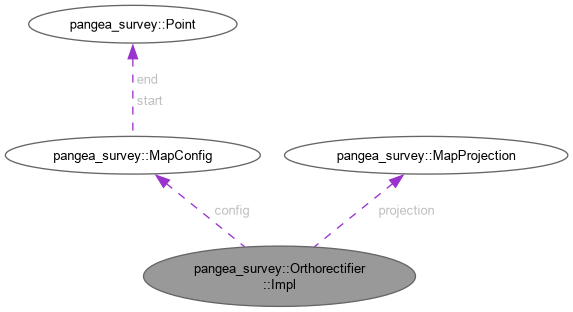 pangea_survey::Point
end
start
pangea_survey::MapConfig
pangea_survey::MapProjection
config
projection
pangea_survey::Orthorectifier
::Impl